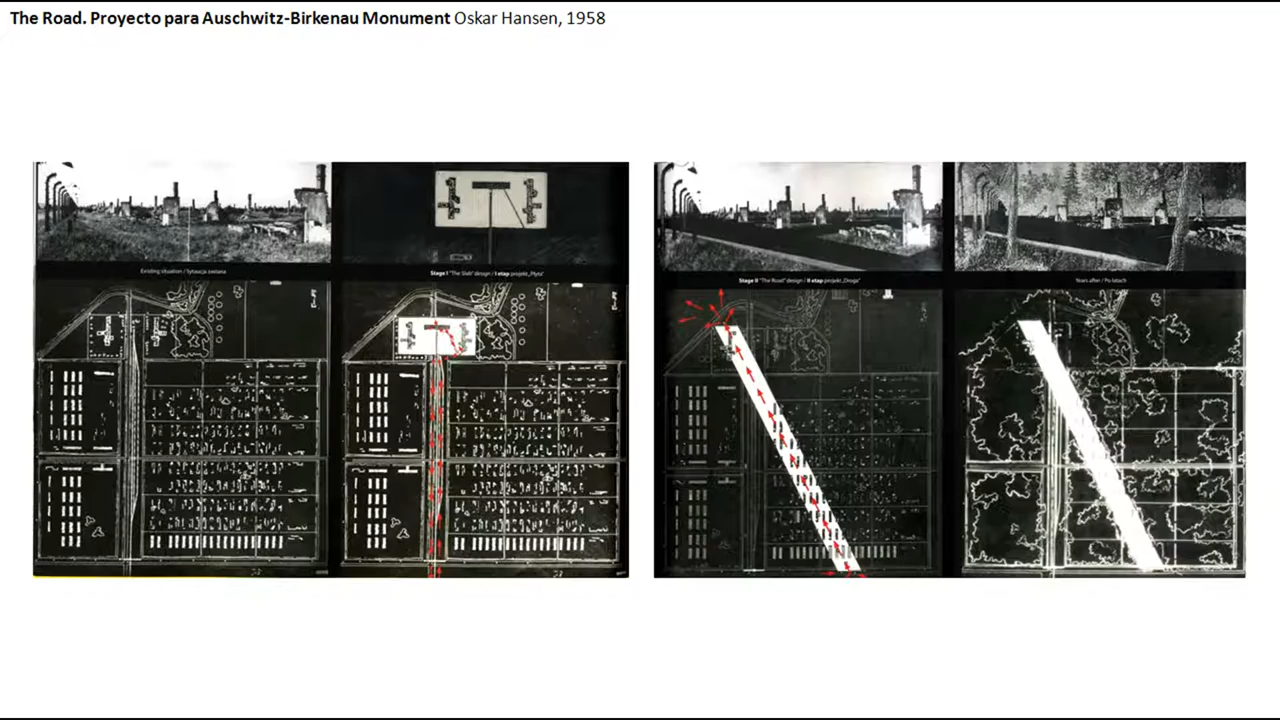 The Road. Proyecto para Auschwitz-Birkenau Monument Oskar Hansen, 1958
Existing situation / Sytuacja zastana
Stage I "The Slab" design / I etap projekt „Płyta"
Stage II "The Road" design / II etap projekt „Droga"
Years after / Po latach